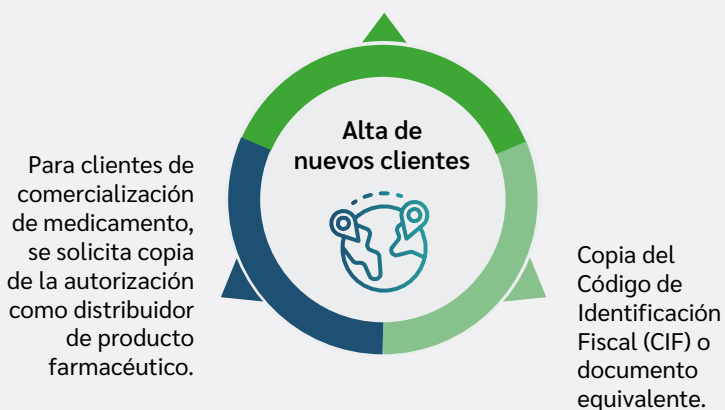 Alta de
nuevos clientes
Para clientes de
comercialización
de medicamento,
se solicita copia
de la autorización
como distribuidor
de producto
farmacéutico.
Copia del
Código de
Identificación
Fiscal (CIF) o
documento
equivalente.